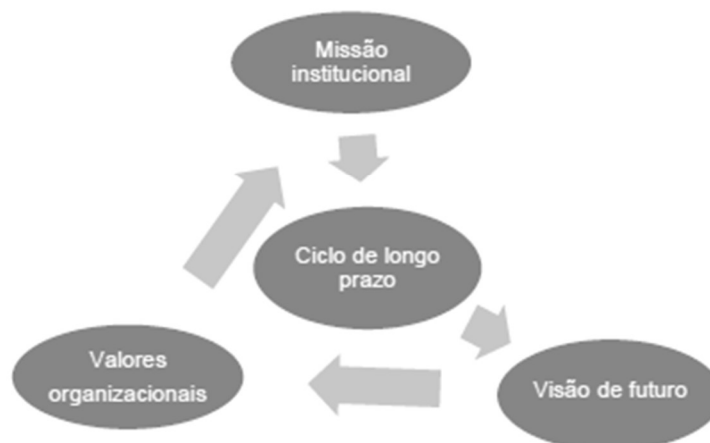 Missão
institucional
Ciclo de longo
prazo
Valores
organizacionais
Visão de futuro